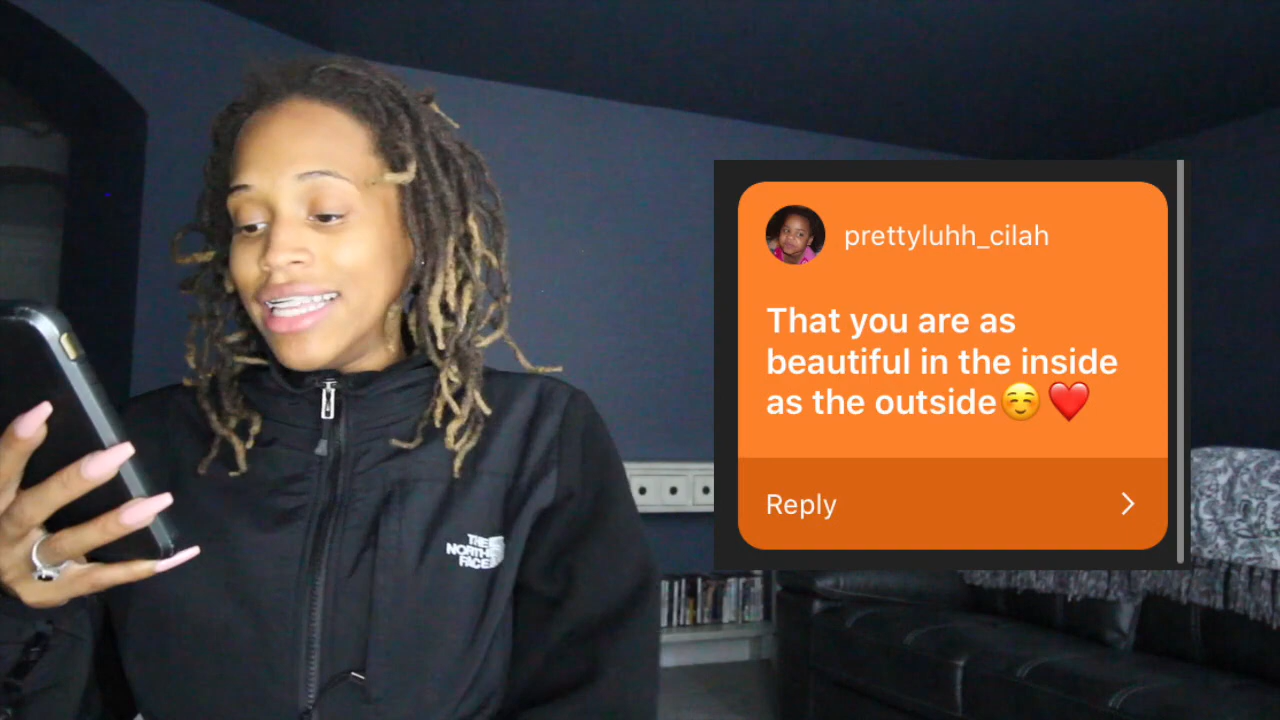 prettyluhh_cilah
That you are as
beautiful in the inside
as the outside☺️❤️
Reply
THE
NORTH
FACE